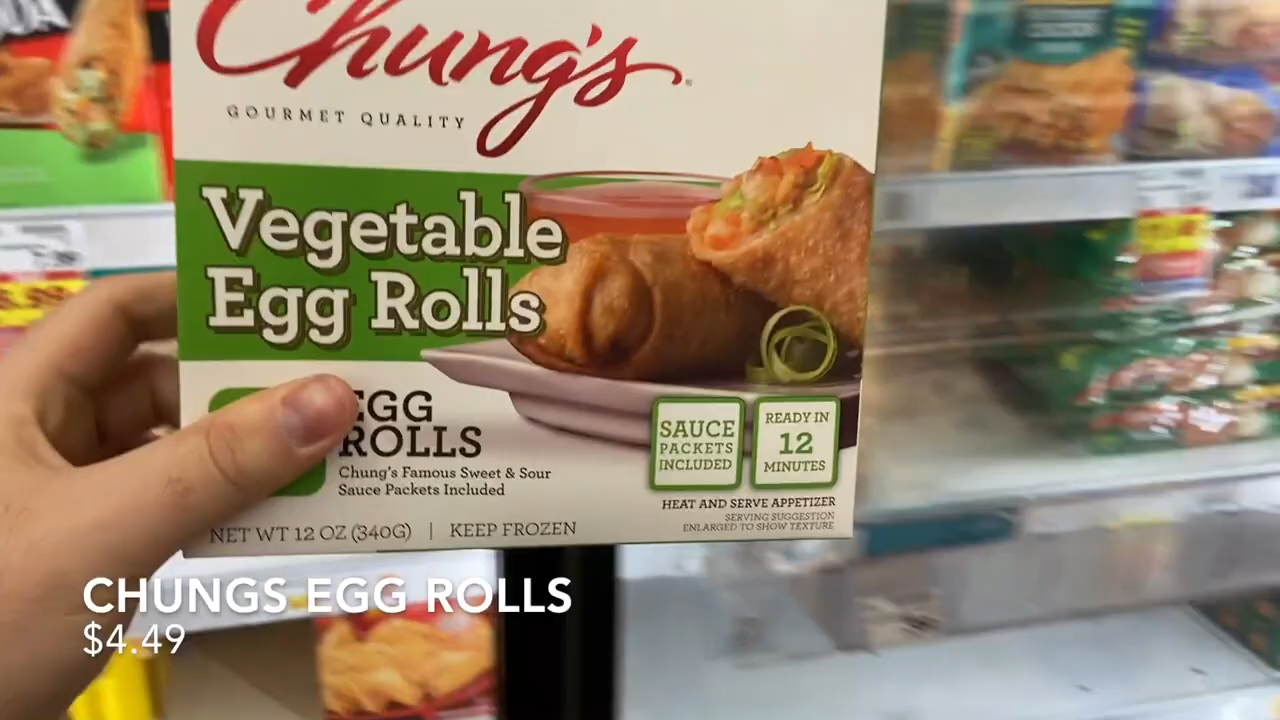 Chung's
GOURMET QUALITY
Vegetable
Egg Rolls
EGG
ROLLS
Chung's Famous Sweet & Sour
Sauce Packets Included
SAUCE
PACKETS
INCLUDED
READY IN
12
MINUTES
HEAT AND SERVE APPETIZER
SERVING SUGGESTION
ENLARGED TO SHOW TEXTURE
NET WT 12 OZ (340G) | KEEP FROZEN
CHUNGS EGG ROLLS
$4.49